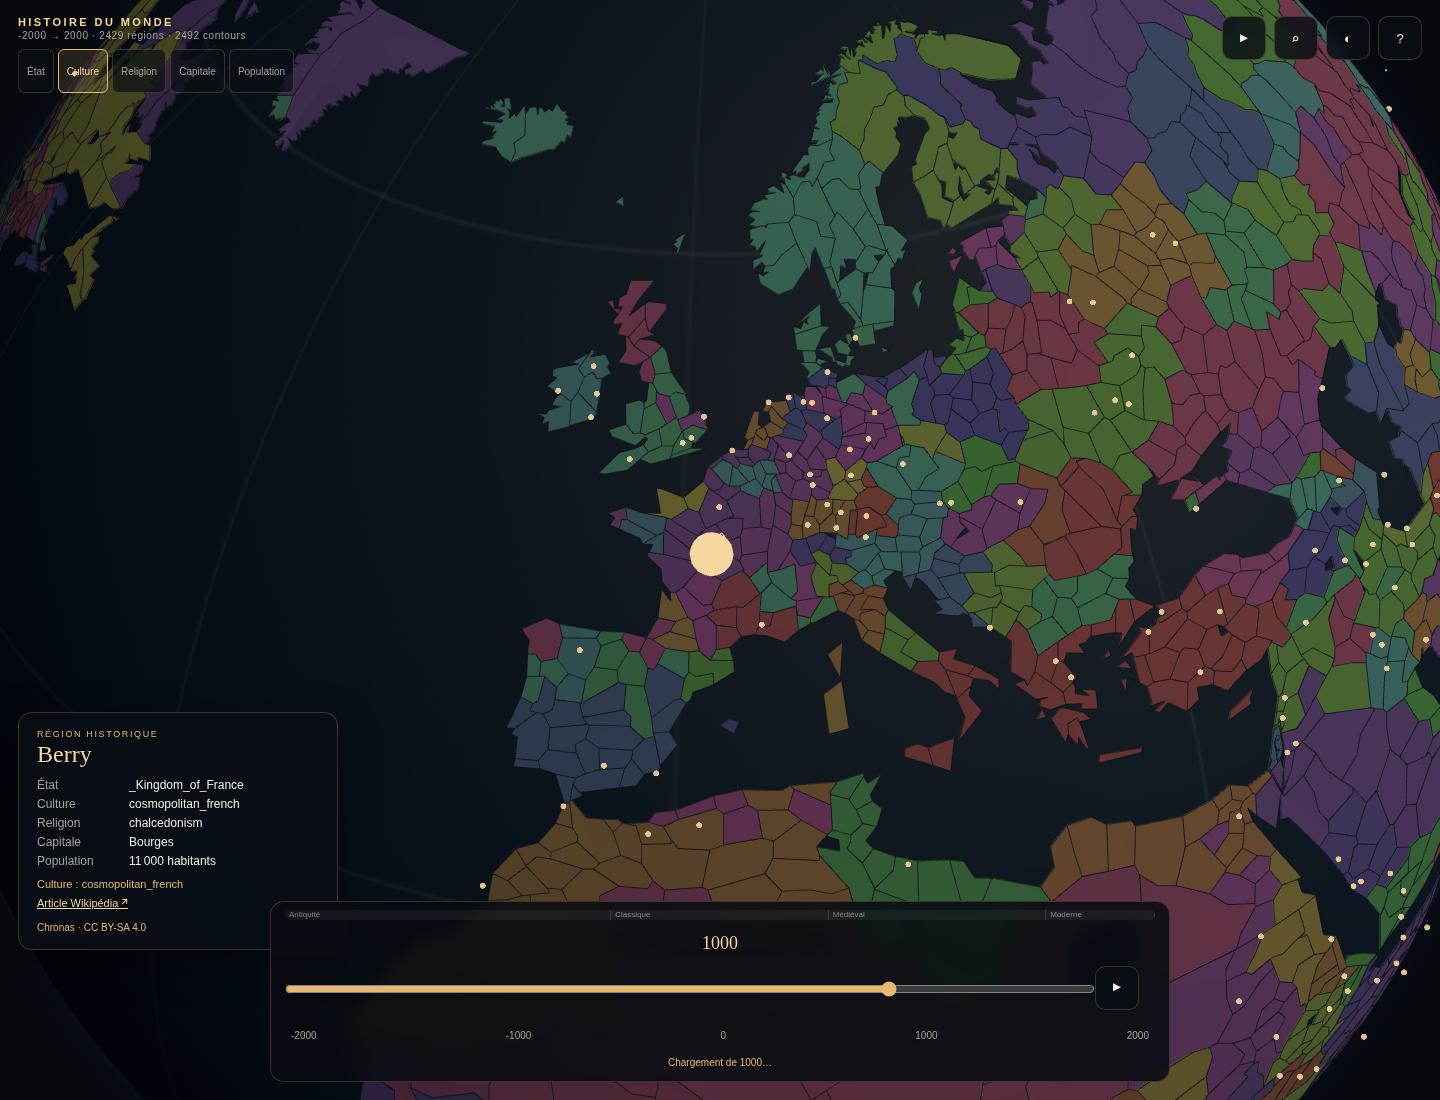 HISTOIRE DU MONDE
-2000 → 2000 · 2429 régions · 2492 contours
État Culture Religion Capitale Population
?
RÉGION HISTORIQUE
Berry
État _Kingdom_of_France
Culture cosmopolitan_french
Religion chalcedonism
Capitale Bourges
Population 11 000 habitants
Culture : cosmopolitan_french
Article Wikipédia ↗
Chronas · CC BY-SA 4.0
Antiquité Classique Médiéval Moderne
1000
-2000 -1000 0 1000 2000
Chargement de 1000…